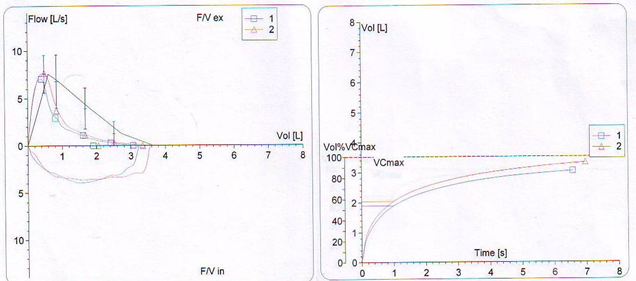 Flow [L/s]
F/V ex
1
2
10
5
0
Vol [L]
1 2 3 4 5 6 7 8
5
10
F/V in
8
Vol [L]
7
6
5
4
1
2
Vol%VCmax
VCmax
100
80
60
40
20
0
3
2
1
0
Time [s]
0 1 2 3 4 5 6 7 8